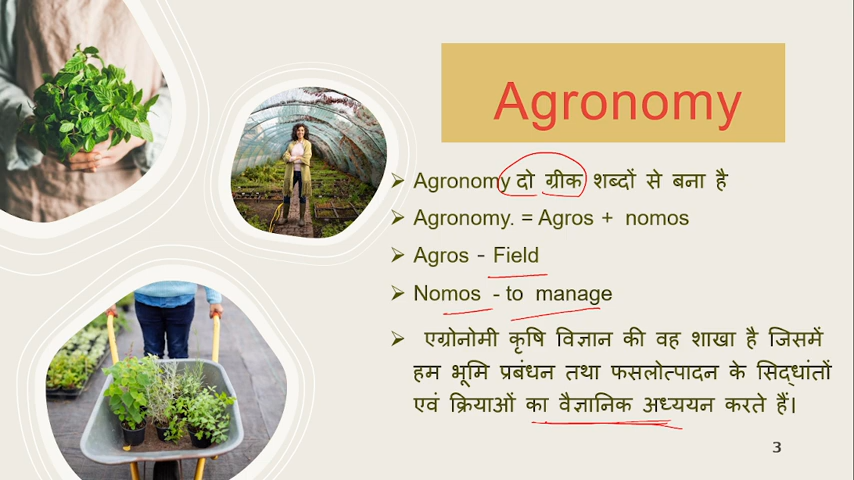 Agronomy
Agronomy दो ग्रीक शब्दों से बना है
Agronomy. = Agros + nomos
Agros - Field
Nomos - to manage
एग्रोनोमी कृषि विज्ञान की वह शाखा है जिसमें
हम भूमि प्रबंधन तथा फसलोत्पादन के सिद्धांतों
एवं क्रियाओं का वैज्ञानिक अध्ययन करते हैं।
3